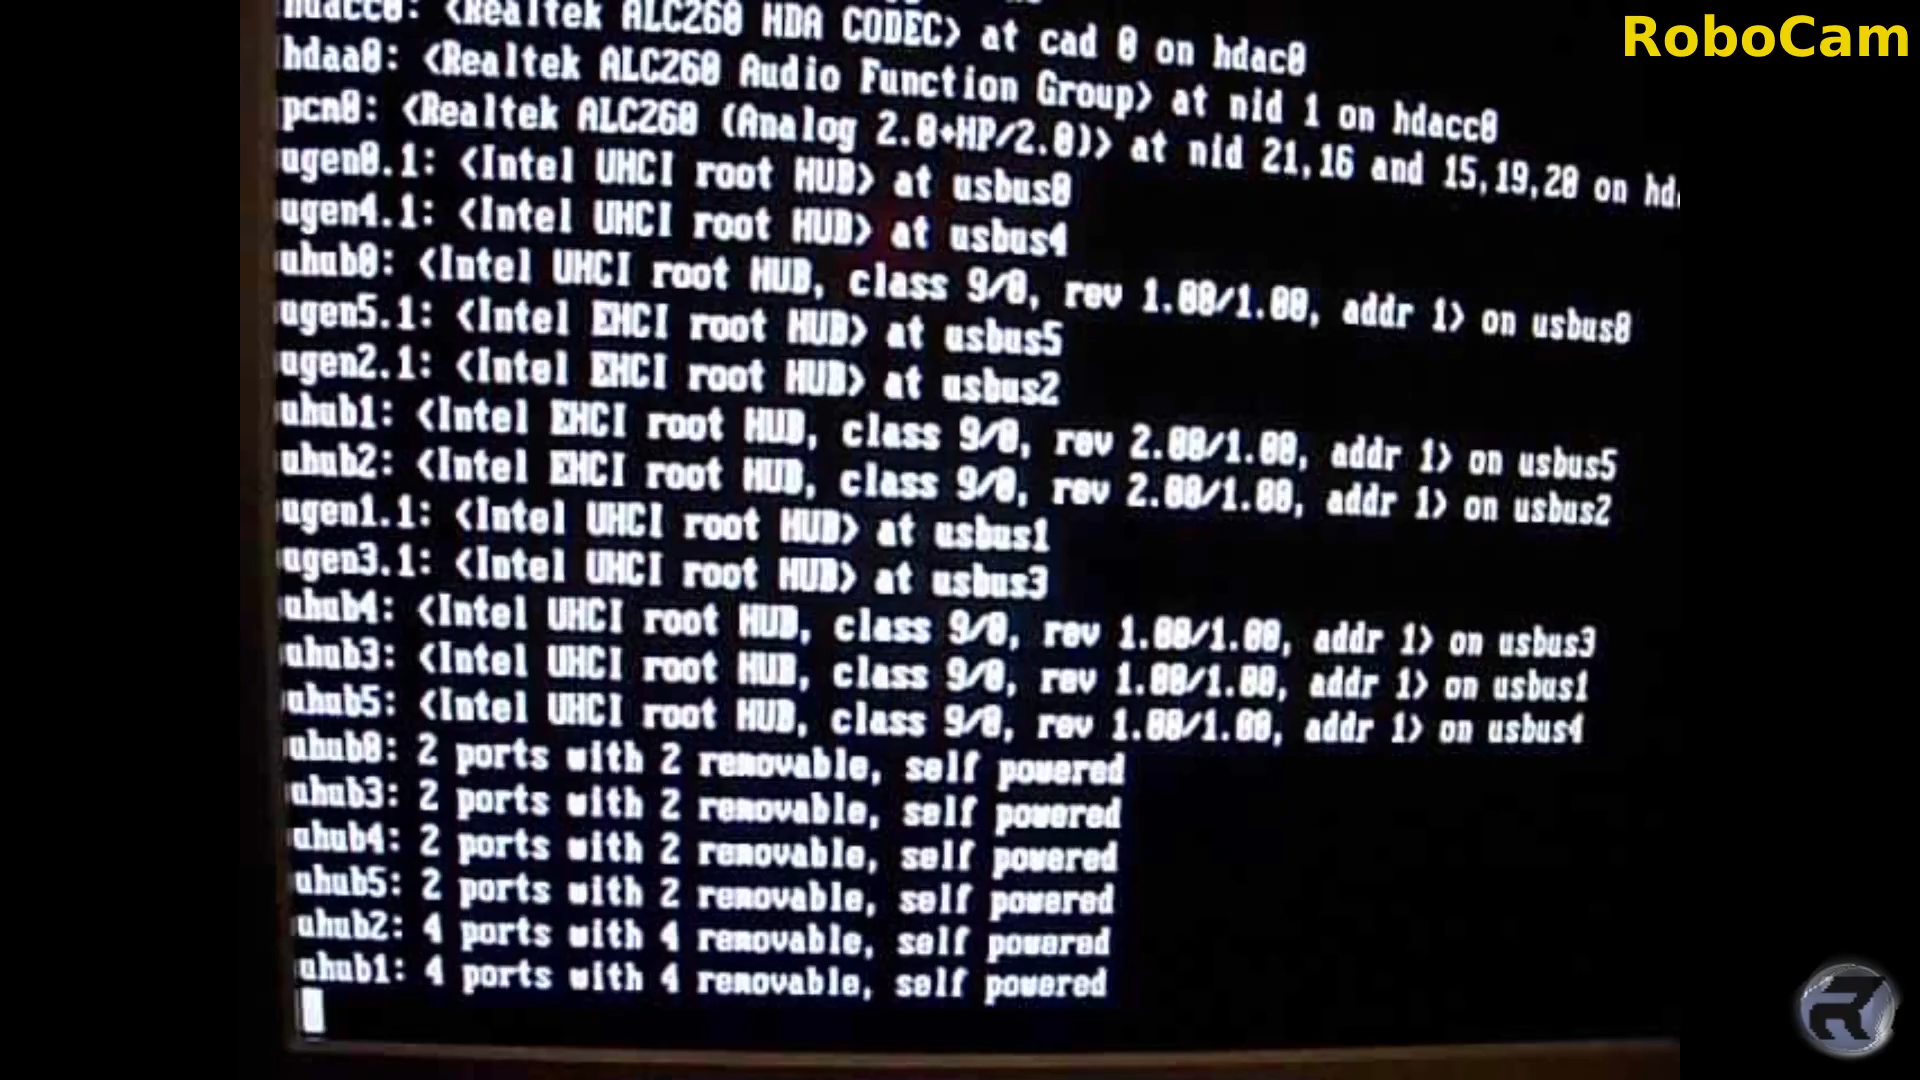 hdacc0: <Realtek ALC260 HDA CODEC> at cad 0 on hdac0
hdaa0: <Realtek ALC260 Audio Function Group> at nid 1 on hdacc0
pcm0: <Realtek ALC260 (Analog 2.0+HP/2.0)> at nid 21,16 and 15,19,20 on hd
ugen0.1: <Intel UHCI root HUB> at usbus0
ugen4.1: <Intel UHCI root HUB> at usbus4
uhub0: <Intel UHCI root HUB, class 9/0, rev 1.00/1.00, addr 1> on usbus0
ugen5.1: <Intel EHCI root HUB> at usbus5
ugen2.1: <Intel EHCI root HUB> at usbus2
uhub1: <Intel EHCI root HUB, class 9/0, rev 2.00/1.00, addr 1> on usbus5
uhub2: <Intel EHCI root HUB, class 9/0, rev 2.00/1.00, addr 1> on usbus2
ugen1.1: <Intel UHCI root HUB> at usbus1
ugen3.1: <Intel UHCI root HUB> at usbus3
uhub4: <Intel UHCI root HUB, class 9/0, rev 1.00/1.00, addr 1> on usbus3
uhub3: <Intel UHCI root HUB, class 9/0, rev 1.00/1.00, addr 1> on usbus1
uhub5: <Intel UHCI root HUB, class 9/0, rev 1.00/1.00, addr 1> on usbus4
uhub0: 2 ports with 2 removable, self powered
uhub3: 2 ports with 2 removable, self powered
uhub4: 2 ports with 2 removable, self powered
uhub5: 2 ports with 2 removable, self powered
uhub2: 4 ports with 4 removable, self powered
uhub1: 4 ports with 4 removable, self powered
RoboCam
R